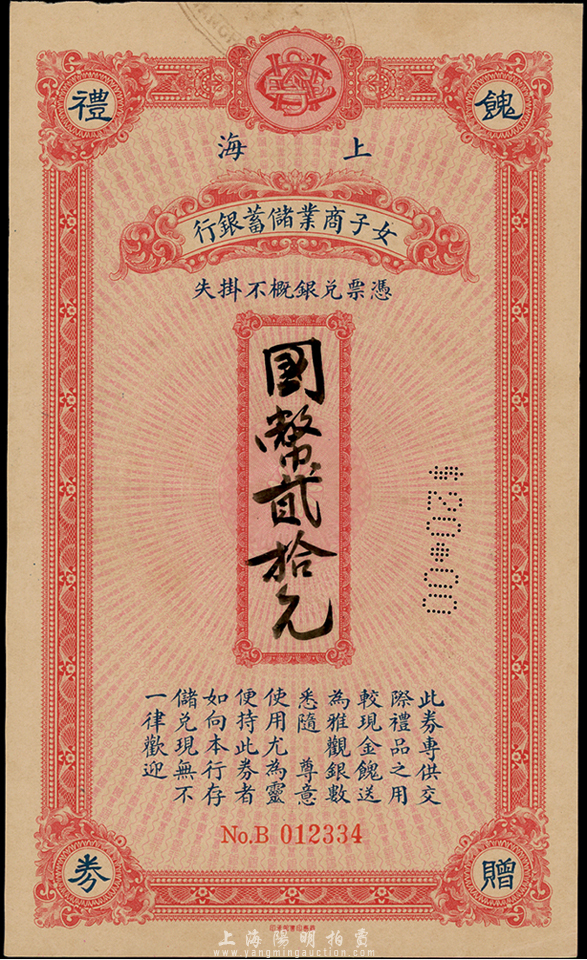 餽
贈
禮
券
上海
女子商業儲蓄銀行
憑票兌銀概不掛失
國幣貳拾元
$20*00
此券專供交
際禮品之用
較現金餽送
為雅觀銀數
悉隨 尊意
使用尤為靈
便持此券者
如向本行存
儲兌現無不
一律歡迎
No.B 012334
上海陽明拍賣
www.yangmingauction.com